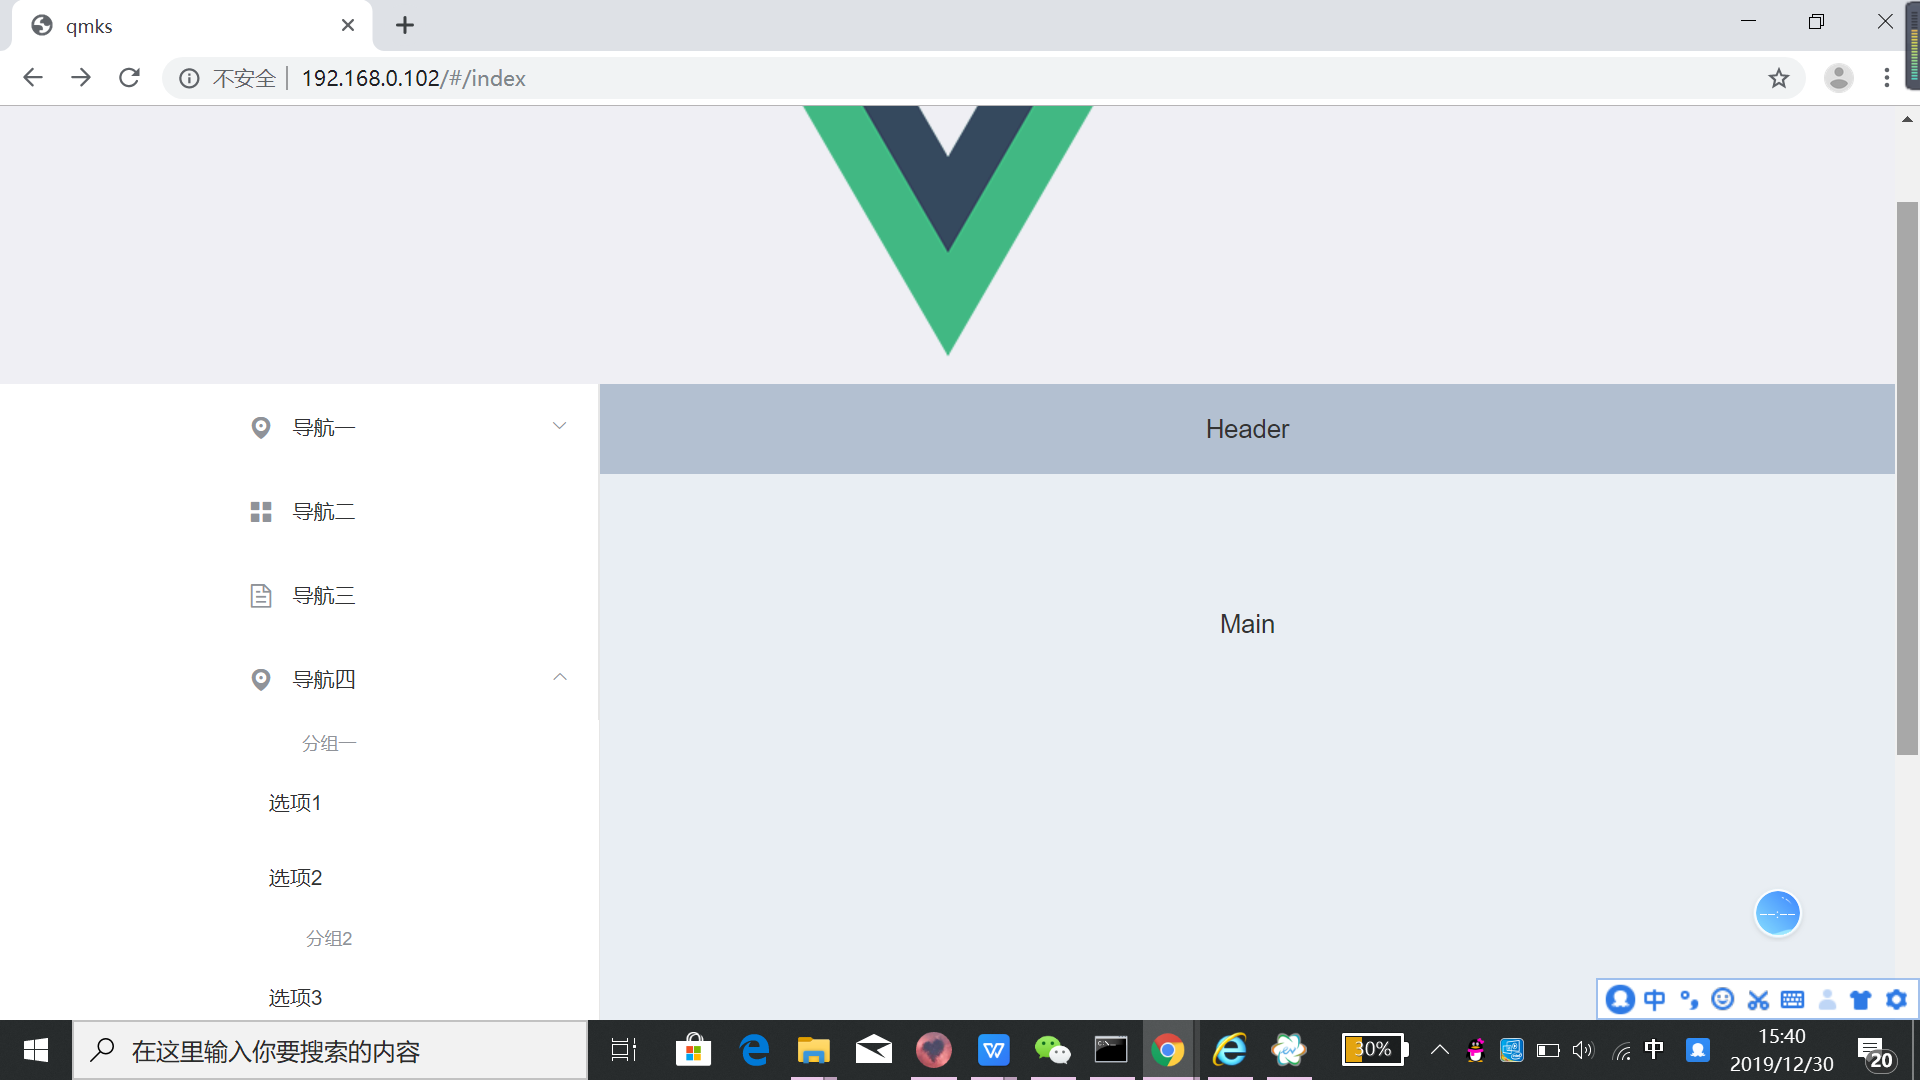 qmks
不安全 192.168.0.102/#/index
导航一
导航二
导航三
导航四
分组一
选项1
选项2
分组2
选项3
Header
Main
--:--
中
在这里输入你要搜索的内容
30%
中
15:40
2019/12/30
20